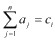 ∑_{j=1}^{n} a_j = c_i